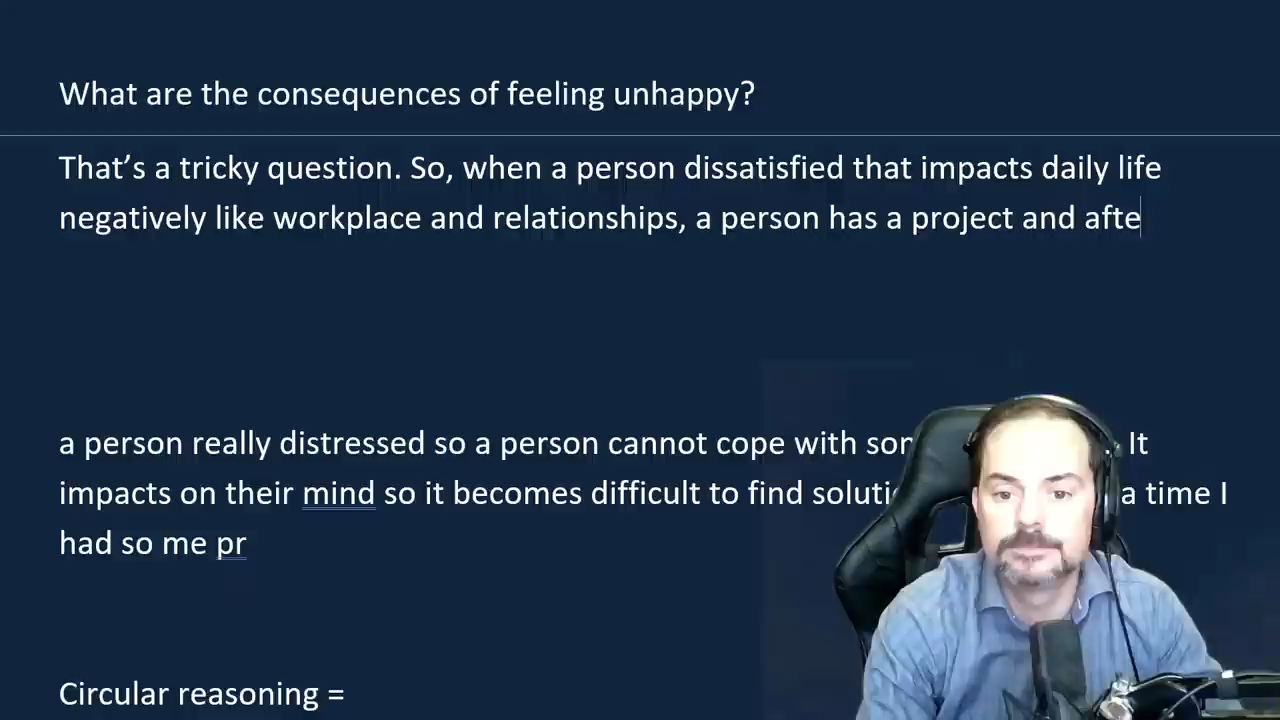 What are the consequences of feeling unhappy?
That's a tricky question. So, when a person dissatisfied that impacts daily life
negatively like workplace and relationships, a person has a project and afte
a person really distressed so a person cannot cope with It
impacts on their mind so it becomes difficult to find a time I
had so me pr
Circular reasoning =